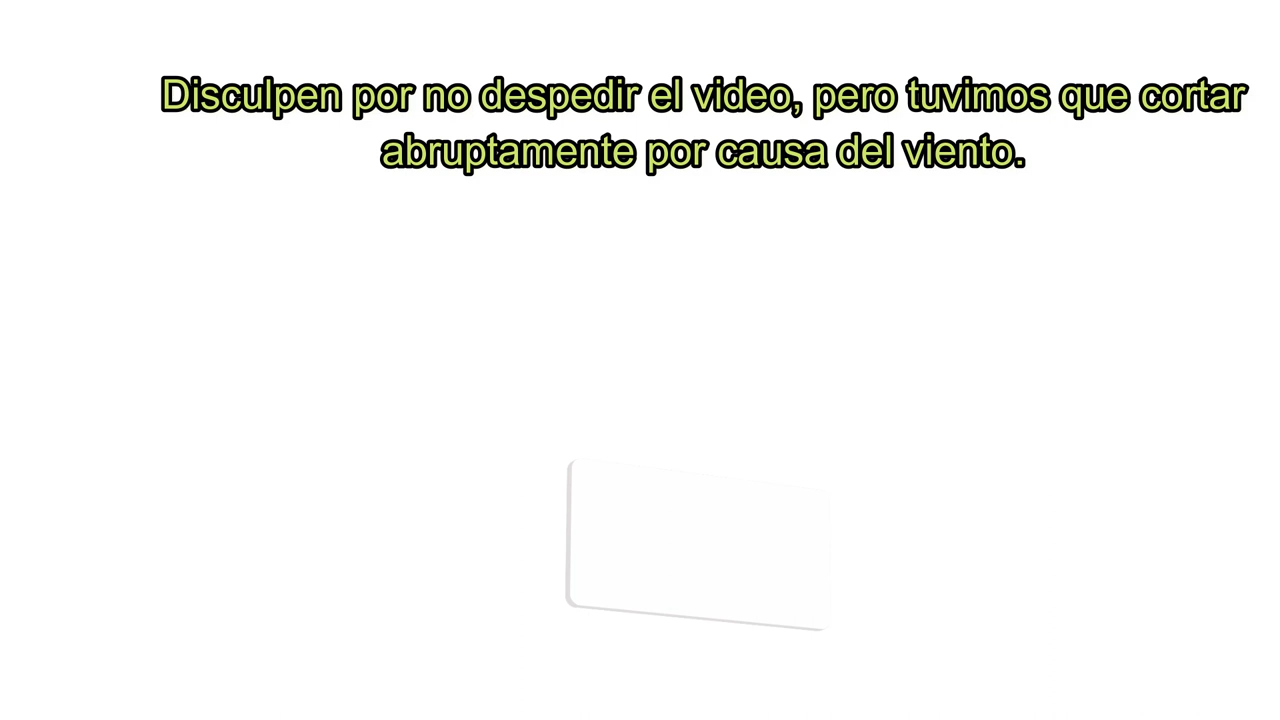 Disculpen por no despedir el video, pero tuvimos que cortar
abruptamente por causa del viento.